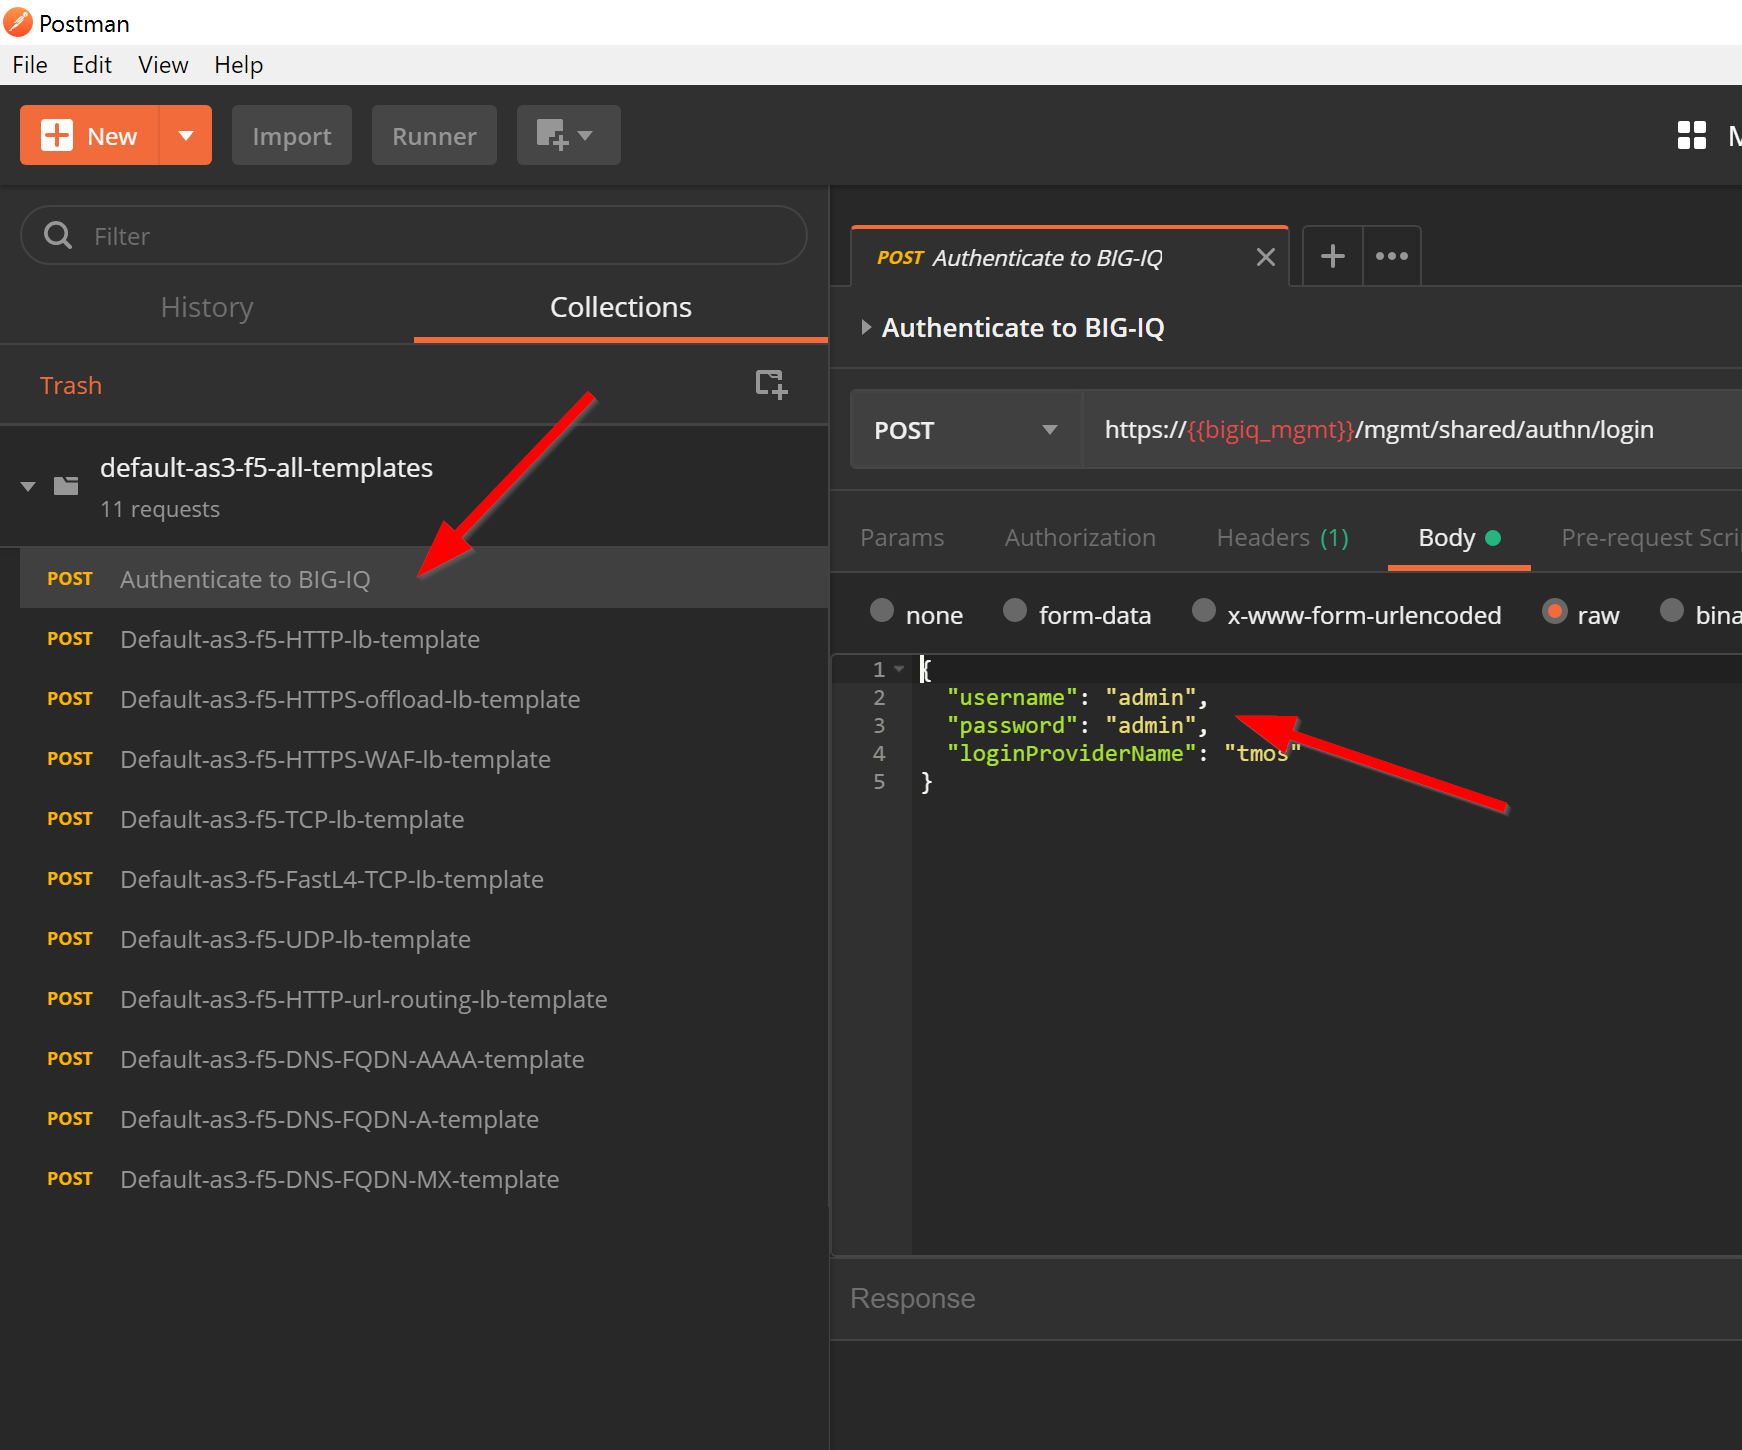 Postman
File Edit View Help
New Import Runner
Filter
History Collections
Trash
default-as3-f5-all-templates
11 requests
POST Authenticate to BIG-IQ
POST Default-as3-f5-HTTP-lb-template
POST Default-as3-f5-HTTPS-offload-lb-template
POST Default-as3-f5-HTTPS-WAF-lb-template
POST Default-as3-f5-TCP-lb-template
POST Default-as3-f5-FastL4-TCP-lb-template
POST Default-as3-f5-UDP-lb-template
POST Default-as3-f5-HTTP-url-routing-lb-template
POST Default-as3-f5-DNS-FQDN-AAAA-template
POST Default-as3-f5-DNS-FQDN-A-template
POST Default-as3-f5-DNS-FQDN-MX-template
POST Authenticate to BIG-IQ
Authenticate to BIG-IQ
POST https://{{bigiq_mgmt}}/mgmt/shared/authn/login
Params Authorization Headers (1) Body Pre-request Scri
none form-data x-www-form-urlencoded raw bina
1 {
2 "username": "admin",
3 "password": "admin",
4 "loginProviderName": "tmos"
5 }
Response